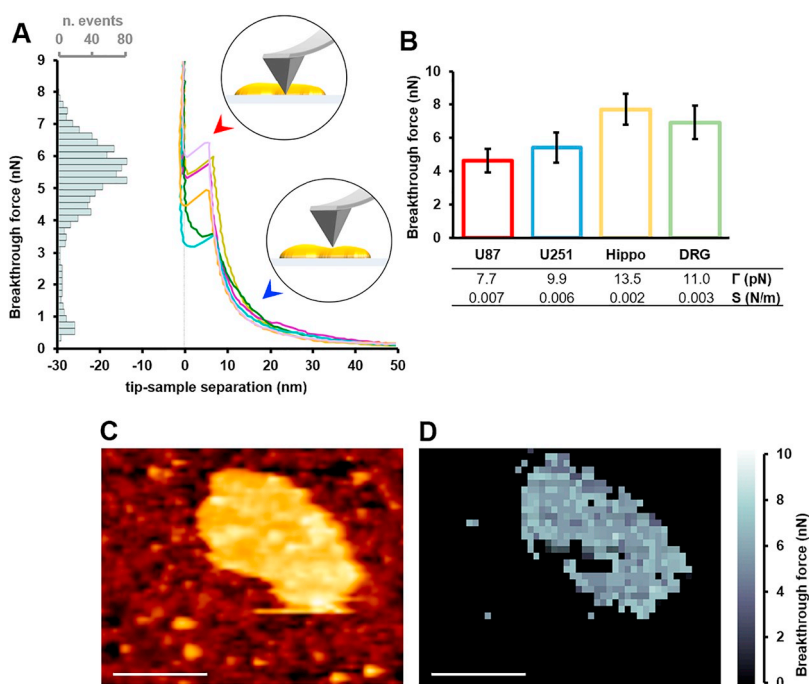 A
n. events
0 40 80
9
8
7
6
5
4
3
2
1
0
Breakthrough force (nN)
-30 -20 -10 0 10 20 30 40 50
tip-sample separation (nm)
B
10
8
6
4
2
0
Breakthrough force (nN)
U87 U251 Hippo DRG
7.7 9.9 13.5 11.0 Γ (pN)
0.007 0.006 0.002 0.003 S (N/m)
C
D
10
8
6
4
2
0
Breakthrough force (nN)